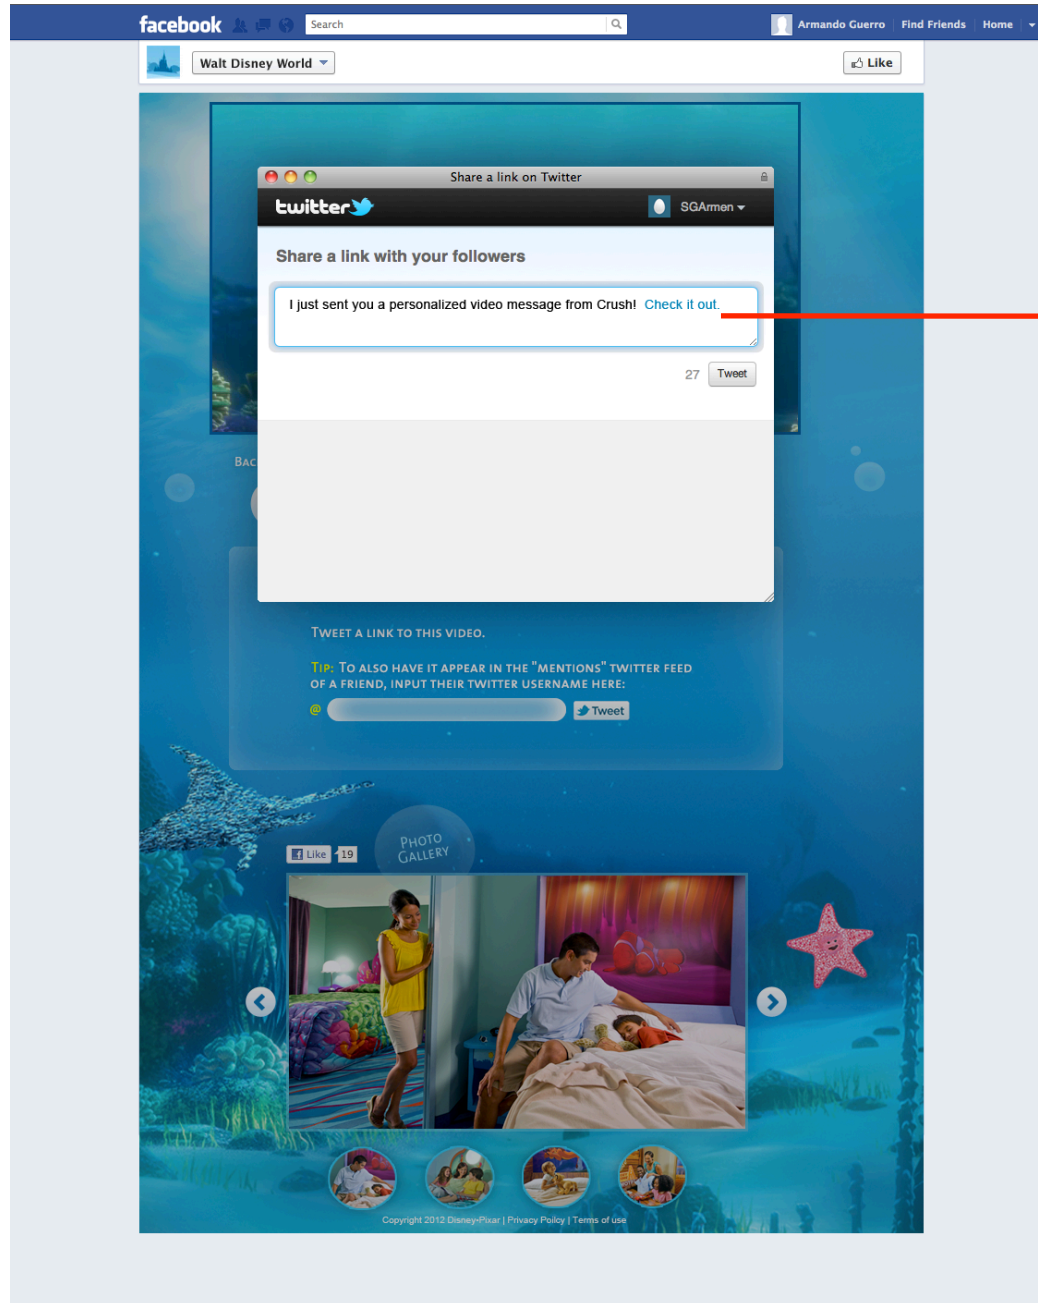 facebook
Search
Armando Guerro
Find Friends
Home
Walt Disney World
Like
Share a link on Twitter
twitter
SGArmen
Share a link with your followers
I just sent you a personalized video message from Crush! Check it out.
27
Tweet
BAC
TWEET A LINK TO THIS VIDEO.
TIP: TO ALSO HAVE IT APPEAR IN THE "MENTIONS" TWITTER FEED
OF A FRIEND, INPUT THEIR TWITTER USERNAME HERE:
@
Tweet
PHOTO
GALLERY
Like
19
Copyright 2012 Disney•Pixar | Privacy Policy | Terms of use